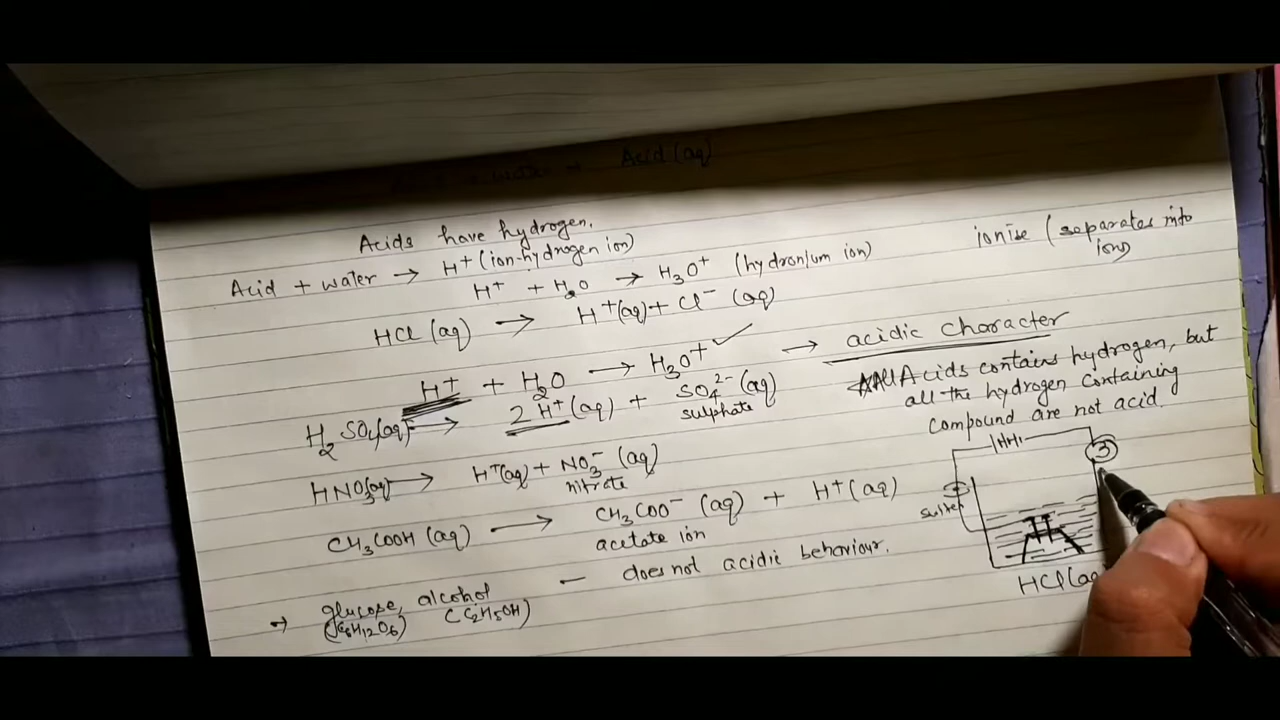 Acid (aq)
Acids have hydrogen.
Acid + water → H⁺ (ion-hydrogen ion)
ionise (separates into ions)
H⁺ + H₂O → H₃O⁺ (hydronium ion)
HCl (aq) → H⁺(aq) + Cl⁻ (aq)
H⁺ + H₂O → H₃O⁺ ✓ → acidic character
H₂SO₄(aq) → 2H⁺(aq) + SO₄²⁻ (aq)
sulphate
All Acids contains hydrogen, but
all the hydrogen containing
compound are not acid.
HNO₃(aq) → H⁺(aq) + NO₃⁻ (aq)
nitrate
CH₃COOH (aq) → CH₃COO⁻ (aq) + H⁺(aq)
acetate ion
→ glucose, alcohol — does not acidic behaviour.
(C₆H₁₂O₆) (C₂H₅OH)
HCl (aq